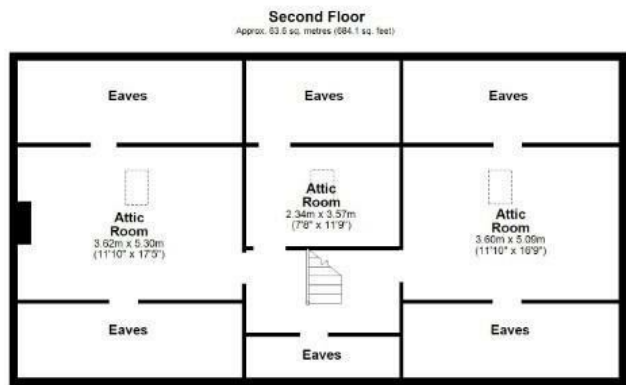 Second Floor
Approx. 63.6 sq. metres (684.1 sq. feet)
Eaves
Eaves
Eaves
Attic
Room
3.62m x 5.30m
(11'10" x 17'5")
Attic
Room
2.34m x 3.57m
(7'8" x 11'9")
Attic
Room
3.60m x 5.09m
(11'10" x 16'9")
Eaves
Eaves
Eaves